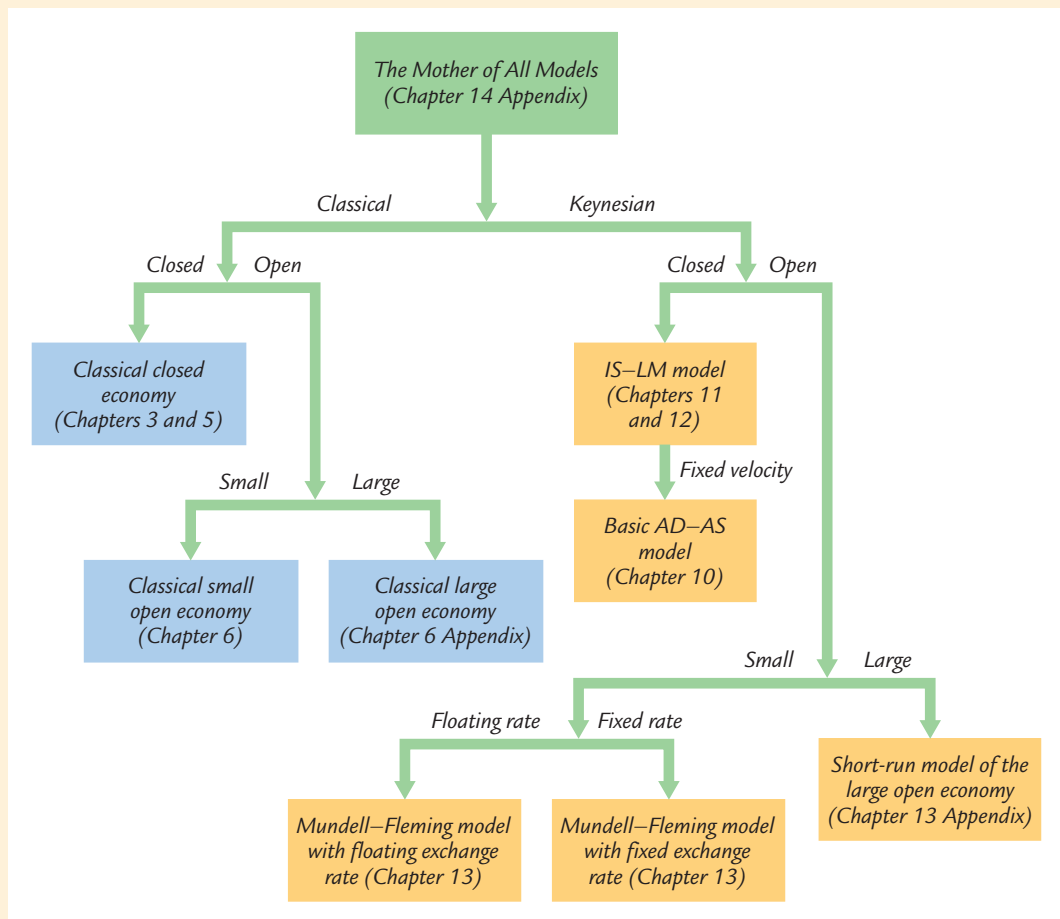 The Mother of All Models
(Chapter 14 Appendix)
Classical
Keynesian
Closed
Open
Closed
Open
Classical closed
economy
(Chapters 3 and 5)
IS–LM model
(Chapters 11
and 12)
Fixed velocity
Small
Large
Basic AD–AS
model
(Chapter 10)
Classical small
open economy
(Chapter 6)
Classical large
open economy
(Chapter 6 Appendix)
Small
Large
Floating rate
Fixed rate
Short-run model of the
large open economy
(Chapter 13 Appendix)
Mundell–Fleming model
with floating exchange
rate (Chapter 13)
Mundell–Fleming model
with fixed exchange
rate (Chapter 13)